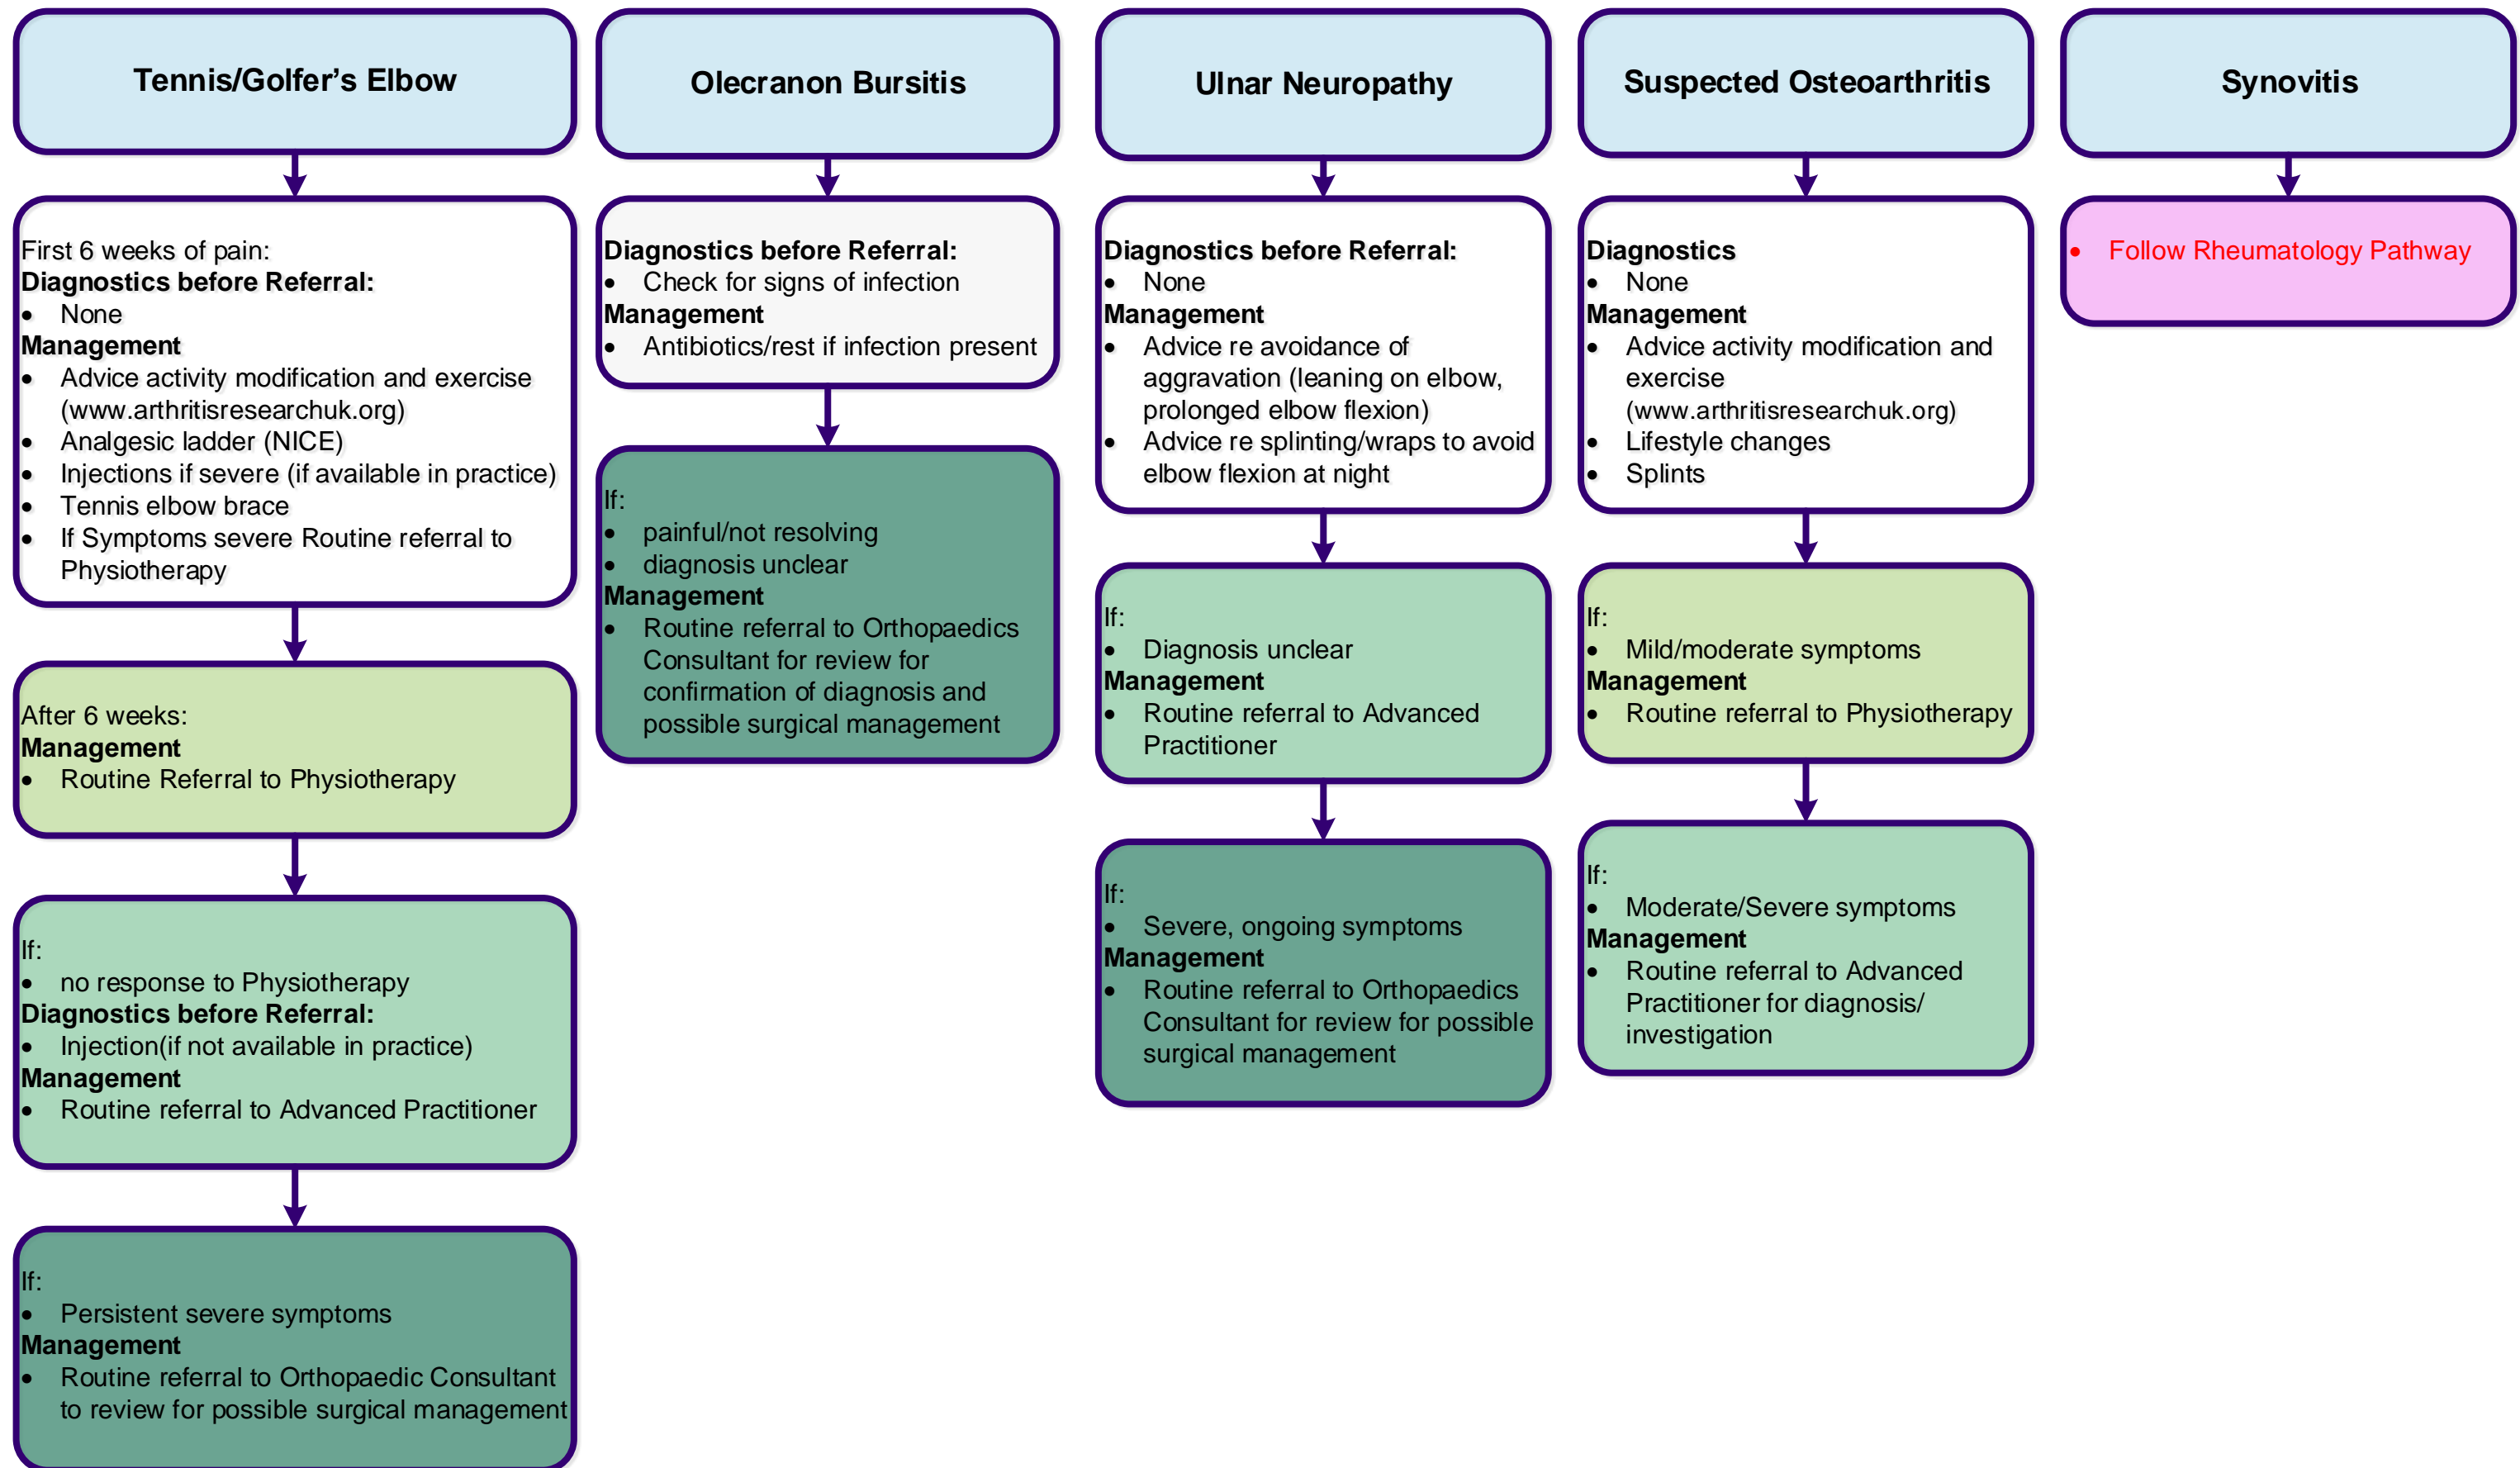 Tennis/Golfer's Elbow
First 6 weeks of pain:
Diagnostics before Referral:
• None
Management
• Advice activity modification and exercise
(www.arthritisresearchuk.org)
• Analgesic ladder (NICE)
• Injections if severe (if available in practice)
• Tennis elbow brace
• If Symptoms severe Routine referral to
Physiotherapy
After 6 weeks:
Management
• Routine Referral to Physiotherapy
If:
• no response to Physiotherapy
Diagnostics before Referral:
• Injection(if not available in practice)
Management
• Routine referral to Advanced Practitioner
If:
• Persistent severe symptoms
Management
• Routine referral to Orthopaedic Consultant
to review for possible surgical management
Olecranon Bursitis
Diagnostics before Referral:
• Check for signs of infection
Management
• Antibiotics/rest if infection present
If:
• painful/not resolving
• diagnosis unclear
Management
• Routine referral to Orthopaedics
Consultant for review for
confirmation of diagnosis and
possible surgical management
Ulnar Neuropathy
Diagnostics before Referral:
• None
Management
• Advice re avoidance of
aggravation (leaning on elbow,
prolonged elbow flexion)
• Advice re splinting/wraps to avoid
elbow flexion at night
If:
• Diagnosis unclear
Management
• Routine referral to Advanced
Practitioner
If:
• Severe, ongoing symptoms
Management
• Routine referral to Orthopaedics
Consultant for review for possible
surgical management
Suspected Osteoarthritis
Diagnostics
• None
Management
• Advice activity modification and
exercise
(www.arthritisresearchuk.org)
• Lifestyle changes
• Splints
If:
• Mild/moderate symptoms
Management
• Routine referral to Physiotherapy
If:
• Moderate/Severe symptoms
Management
• Routine referral to Advanced
Practitioner for diagnosis/
investigation
Synovitis
• Follow Rheumatology Pathway